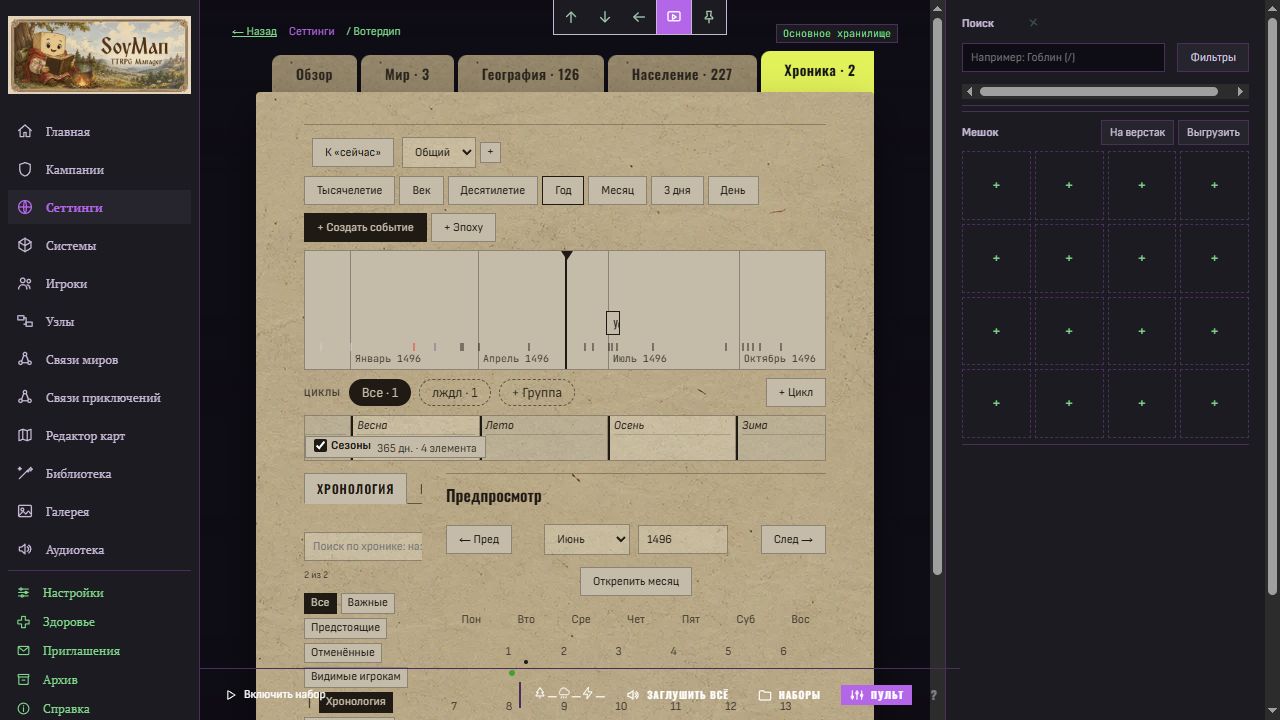 SoyMan
TTRPG Manager
Главная
Кампании
Сеттинги
Системы
Игроки
Узлы
Связи миров
Связи приключений
Редактор карт
Библиотека
Галерея
Аудиотека
Настройки
Здоровье
Приглашения
Архив
Справка
← Назад Сеттинги / Вотердип
Основное хранилище
Обзор Мир · 3 География · 126 Население · 227 Хроника · 2
К «сейчас» Общий +
Тысячелетие Век Десятилетие Год Месяц 3 дня День
+ Создать событие + Эпоху
Январь 1496 Апрель 1496 Июль 1496 Октябрь 1496
ЦИКЛЫ Все · 1 лждл · 1 + Группа + Цикл
Весна Лето Осень Зима
Сезоны 365 дн. · 4 элемента
ХРОНОЛОГИЯ
Поиск по хронике: на
2 из 2
Все Важные
Предстоящие
Отменённые
Видимые игрокам
Хронология
Предпросмотр
← Пред Июнь 1496 След →
Открепить месяц
Пон Вто Сре Чет Пят Суб Вос
1 2 3 4 5 6
7 8 9 10 11 12 13
Включить набор ЗАГЛУШИТЬ ВСЁ НАБОРЫ ПУЛЬТ ?
Поиск ×
Например: Гоблин (/) Фильтры
Мешок На верстак Выгрузить
+ + + +
+ + + +
+ + + +
+ + + +